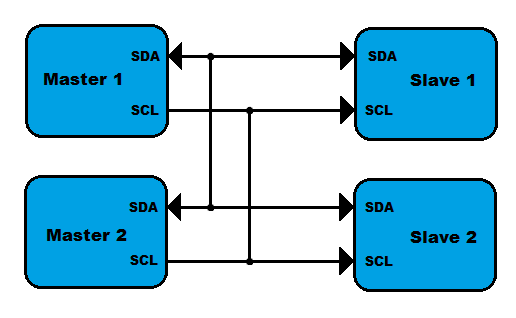 SDA
Master 1
SCL
SDA
Slave 1
SCL
SDA
Master 2
SCL
SDA
Slave 2
SCL